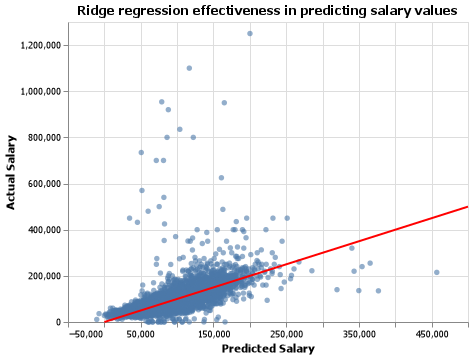 Ridge regression effectiveness in predicting salary values
1,200,000
1,000,000
800,000
600,000
400,000
200,000
0
Actual Salary
−50,000 50,000 150,000 250,000 350,000 450,000
Predicted Salary